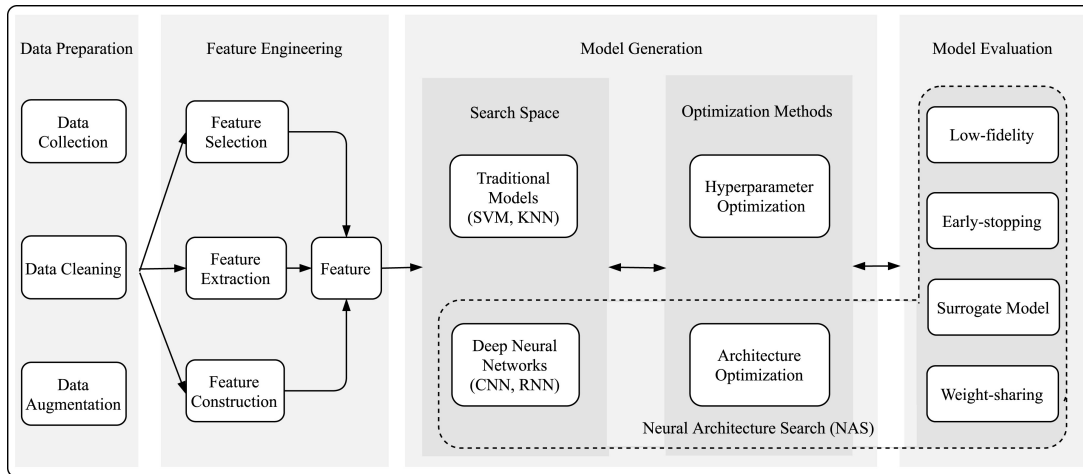 Data Preparation
Data
Collection
Data Cleaning
Data
Augmentation
Feature Engineering
Feature
Selection
Feature
Extraction
Feature
Construction
Feature
Model Generation
Search Space
Traditional
Models
(SVM, KNN)
Deep Neural
Networks
(CNN, RNN)
Optimization Methods
Hyperparameter
Optimization
Architecture
Optimization
Neural Architecture Search (NAS)
Model Evaluation
Low-fidelity
Early-stopping
Surrogate Model
Weight-sharing